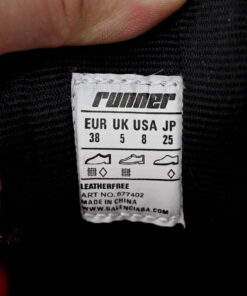 runner
EUR UK USA JP
38 5 8 25
LEATHERFREE
ART NO. 677402
MADE IN CHINA
WWW.BALENCIAGA.COM